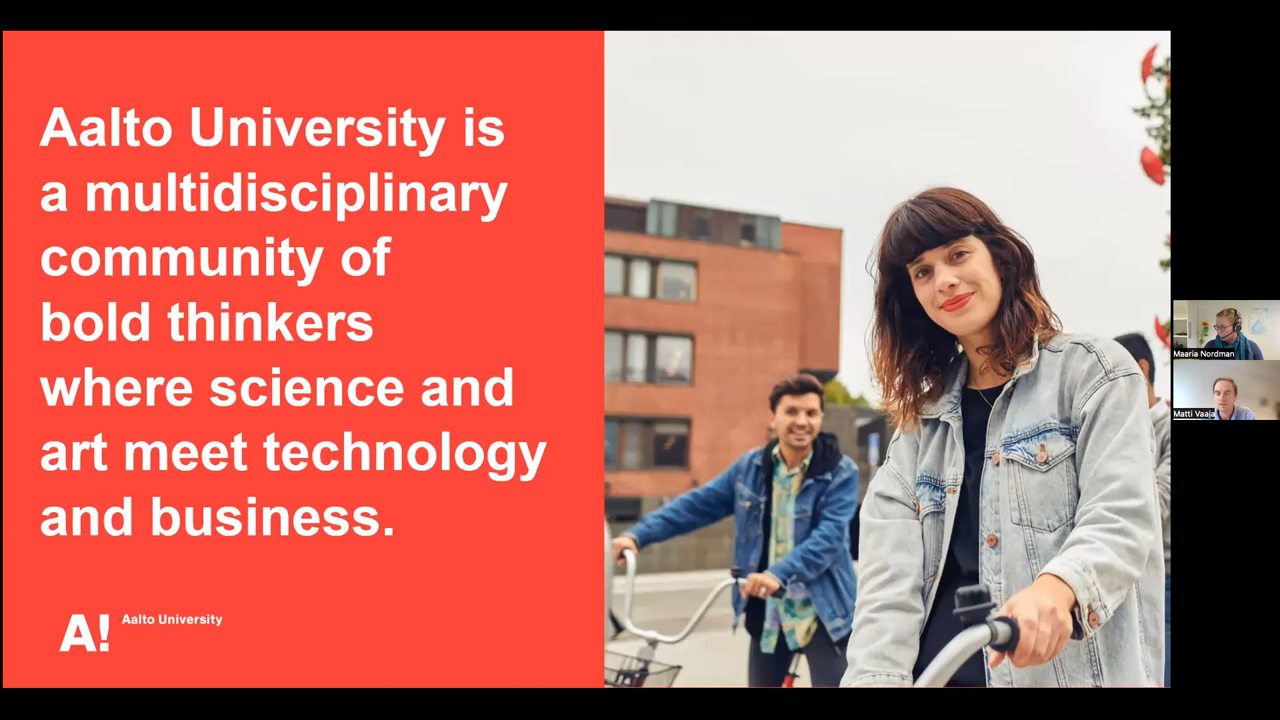 Aalto University is
a multidisciplinary
community of
bold thinkers
where science and
art meet technology
and business.
A! Aalto University
Maaria Nordman
Matti Vaaja